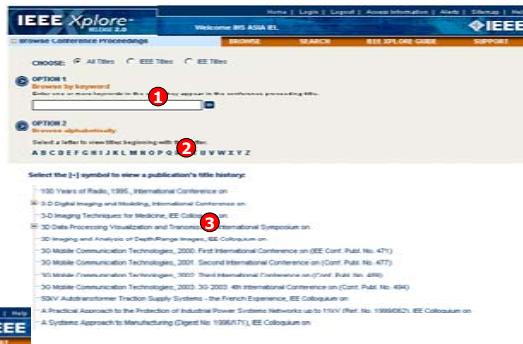 Home | Login | Logout | Access Information | Alerts | Sitemap | Help
IEEE Xplore
RELEASE 2.0
Welcome IHS ASIA IEL
IEEE
Browse Conference Proceedings
BROWSE SEARCH IEEE XPLORE GUIDE SUPPORT
CHOOSE: All Titles IEEE Titles IEE Titles
OPTION 1
Browse by keyword
Enter one or more keywords in the 1 they appear in the conference proceeding title.
OPTION 2
Browse alphabetically
Select a letter to view titles beginning with 2
A B C D E F G H I J K L M N O P Q U V W X Y Z
Select the [+] symbol to view a publication's title history:
100 Years of Radio, 1995., International Conference on
3-D Digital Imaging and Modeling, International Conference on
3-D Imaging Techniques for Medicine, IEE Colloquium on
3D Data Processing Visualization and 3 International Symposium on
3D Imaging and Analysis of Depth/Range Images, IEE Colloquium on
3G Mobile Communication Technologies, 2000. First International Conference on (IEE Conf. Publ. No. 471)
3G Mobile Communication Technologies, 2001. Second International Conference on (Conf. Publ. No. 477)
3G Mobile Communication Technologies, 2002. Third International Conference on (Conf. Publ. No. 489)
3G Mobile Communication Technologies, 2003. 3G 2003. 4th International Conference on (Conf. Publ. No. 494)
50kV Autotransformer Traction Supply Systems - the French Experience, IEE Colloquium on
A Practical Approach to the Protection of Industrial Power Systems Networks up to 11kV (Ref. No. 1998/062), IEE Colloquium on
A Systems Approach to Manufacturing (Digest No: 1996/171), IEE Colloquium on
Help
EE